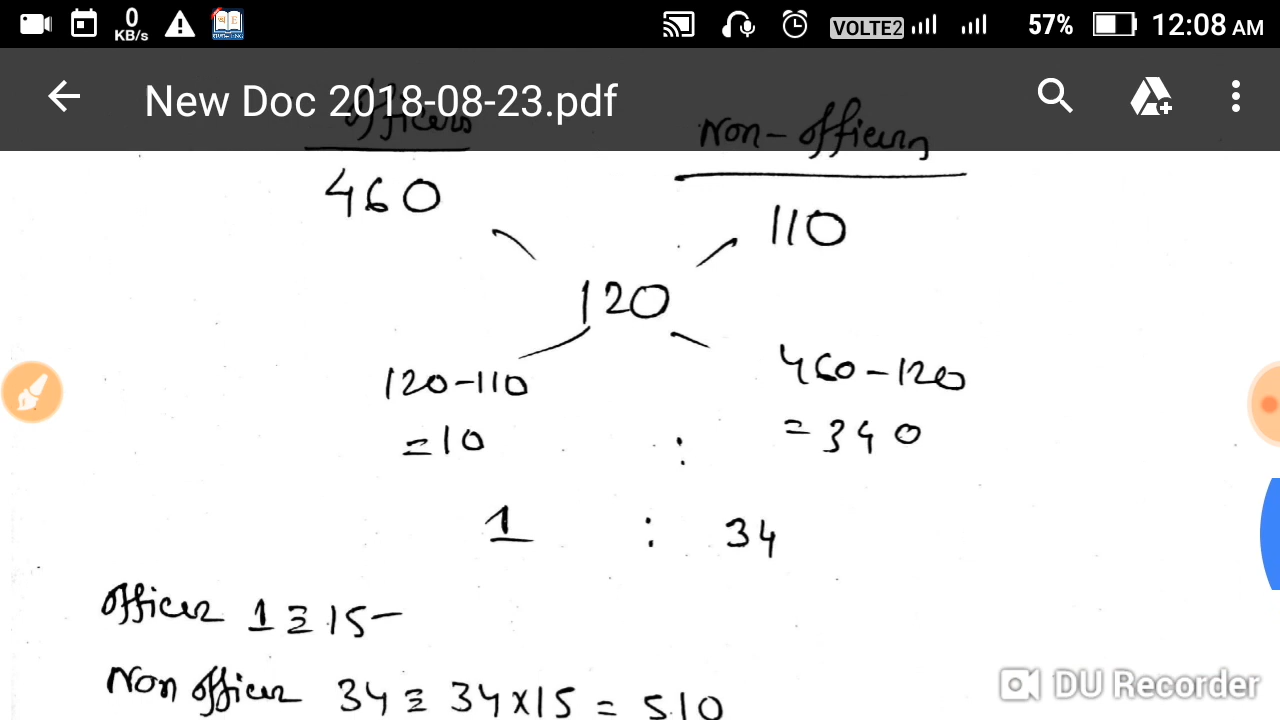 0 KB/s VOLTE2 57% 12:08 AM
New Doc 2018-08-23.pdf
Officers Non-officers
460 110
120
120-110 460-120
=10 : =340
1 : 34
Officer 1 ≡ 15
Non officer 34 ≡ 34×15 = 510
DU Recorder